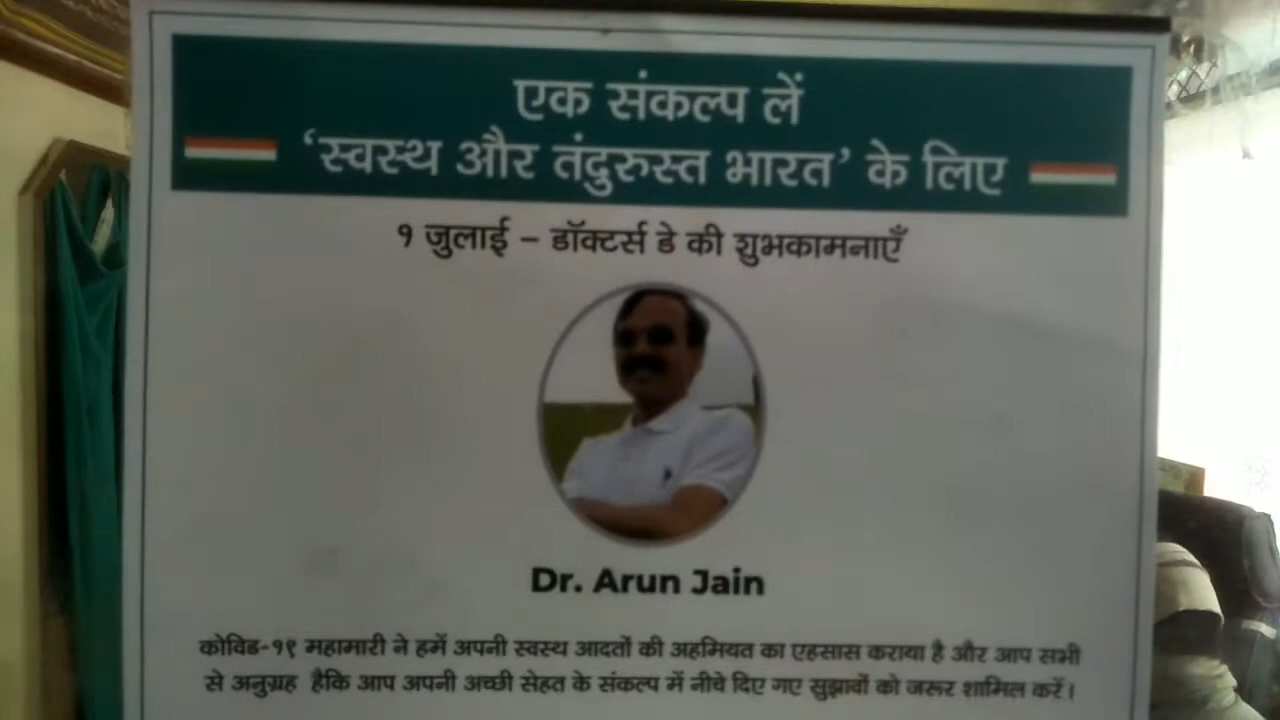 एक संकल्प लें
‘स्वस्थ और तंदुरुस्त भारत’ के लिए
१ जुलाई – डॉक्टर्स डे की शुभकामनाएँ
Dr. Arun Jain
कोविड-१९ महामारी ने हमें अपनी स्वस्थ आदतों की अहमियत का एहसास कराया है और आप सभी
से अनुग्रह हैकि आप अपनी अच्छी सेहत के संकल्प में नीचे दिए गए सुझावों को जरूर शामिल करें।